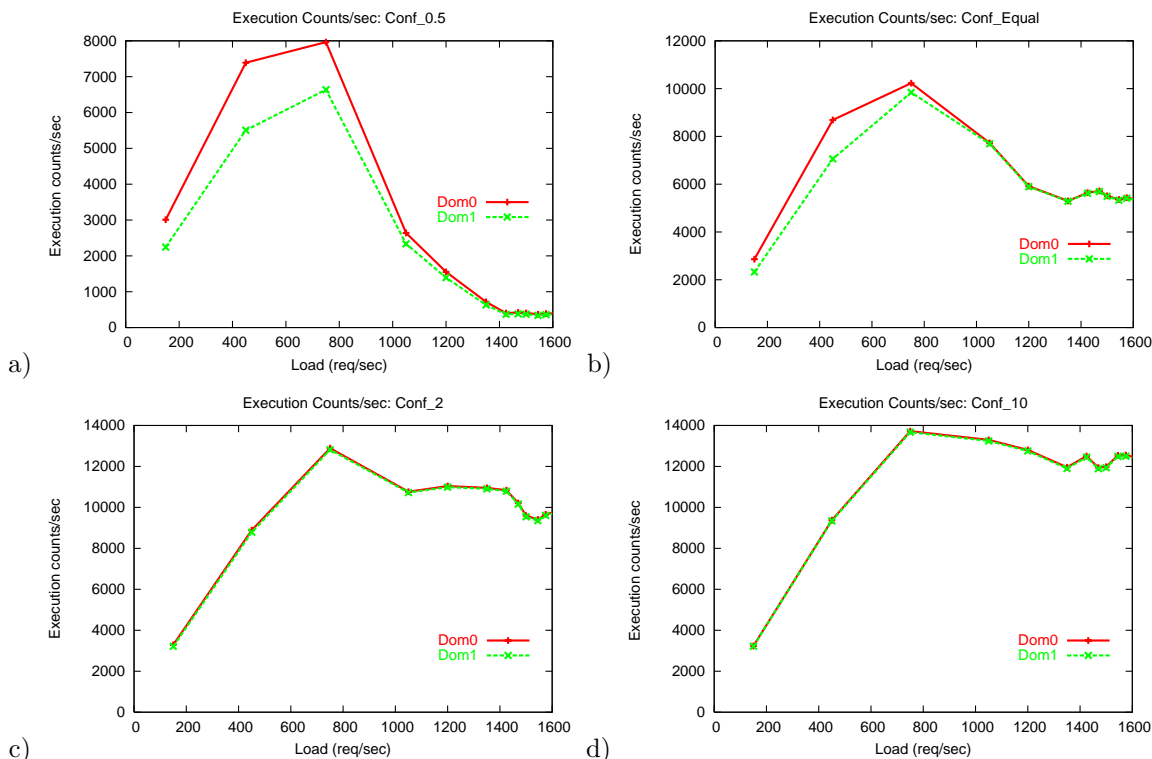 Execution Counts/sec: Conf_0.5
8000
7000
6000
5000
4000
3000
2000
1000
0
Execution counts/sec
Dom0
Dom1
200 400 600 800 1000 1200 1400 1600
Load (req/sec)
a)
Execution Counts/sec: Conf_Equal
12000
10000
8000
6000
4000
2000
0
Execution counts/sec
Dom0
Dom1
200 400 600 800 1000 1200 1400 1600
Load (req/sec)
b)
Execution Counts/sec: Conf_2
14000
12000
10000
8000
6000
4000
2000
0
Execution counts/sec
Dom0
Dom1
200 400 600 800 1000 1200 1400 1600
Load (req/sec)
c)
Execution Counts/sec: Conf_10
14000
12000
10000
8000
6000
4000
2000
0
Execution counts/sec
Dom0
Dom1
200 400 600 800 1000 1200 1400 1600
Load (req/sec)
d)